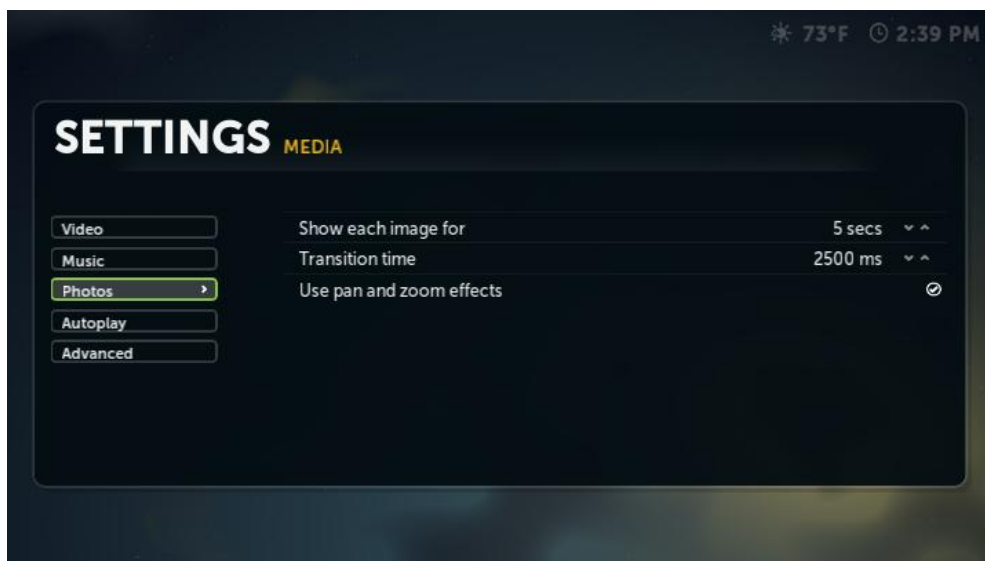 73°F 2:39 PM
SETTINGS MEDIA
Video
Music
Photos
Autoplay
Advanced
Show each image for 5 secs
Transition time 2500 ms
Use pan and zoom effects